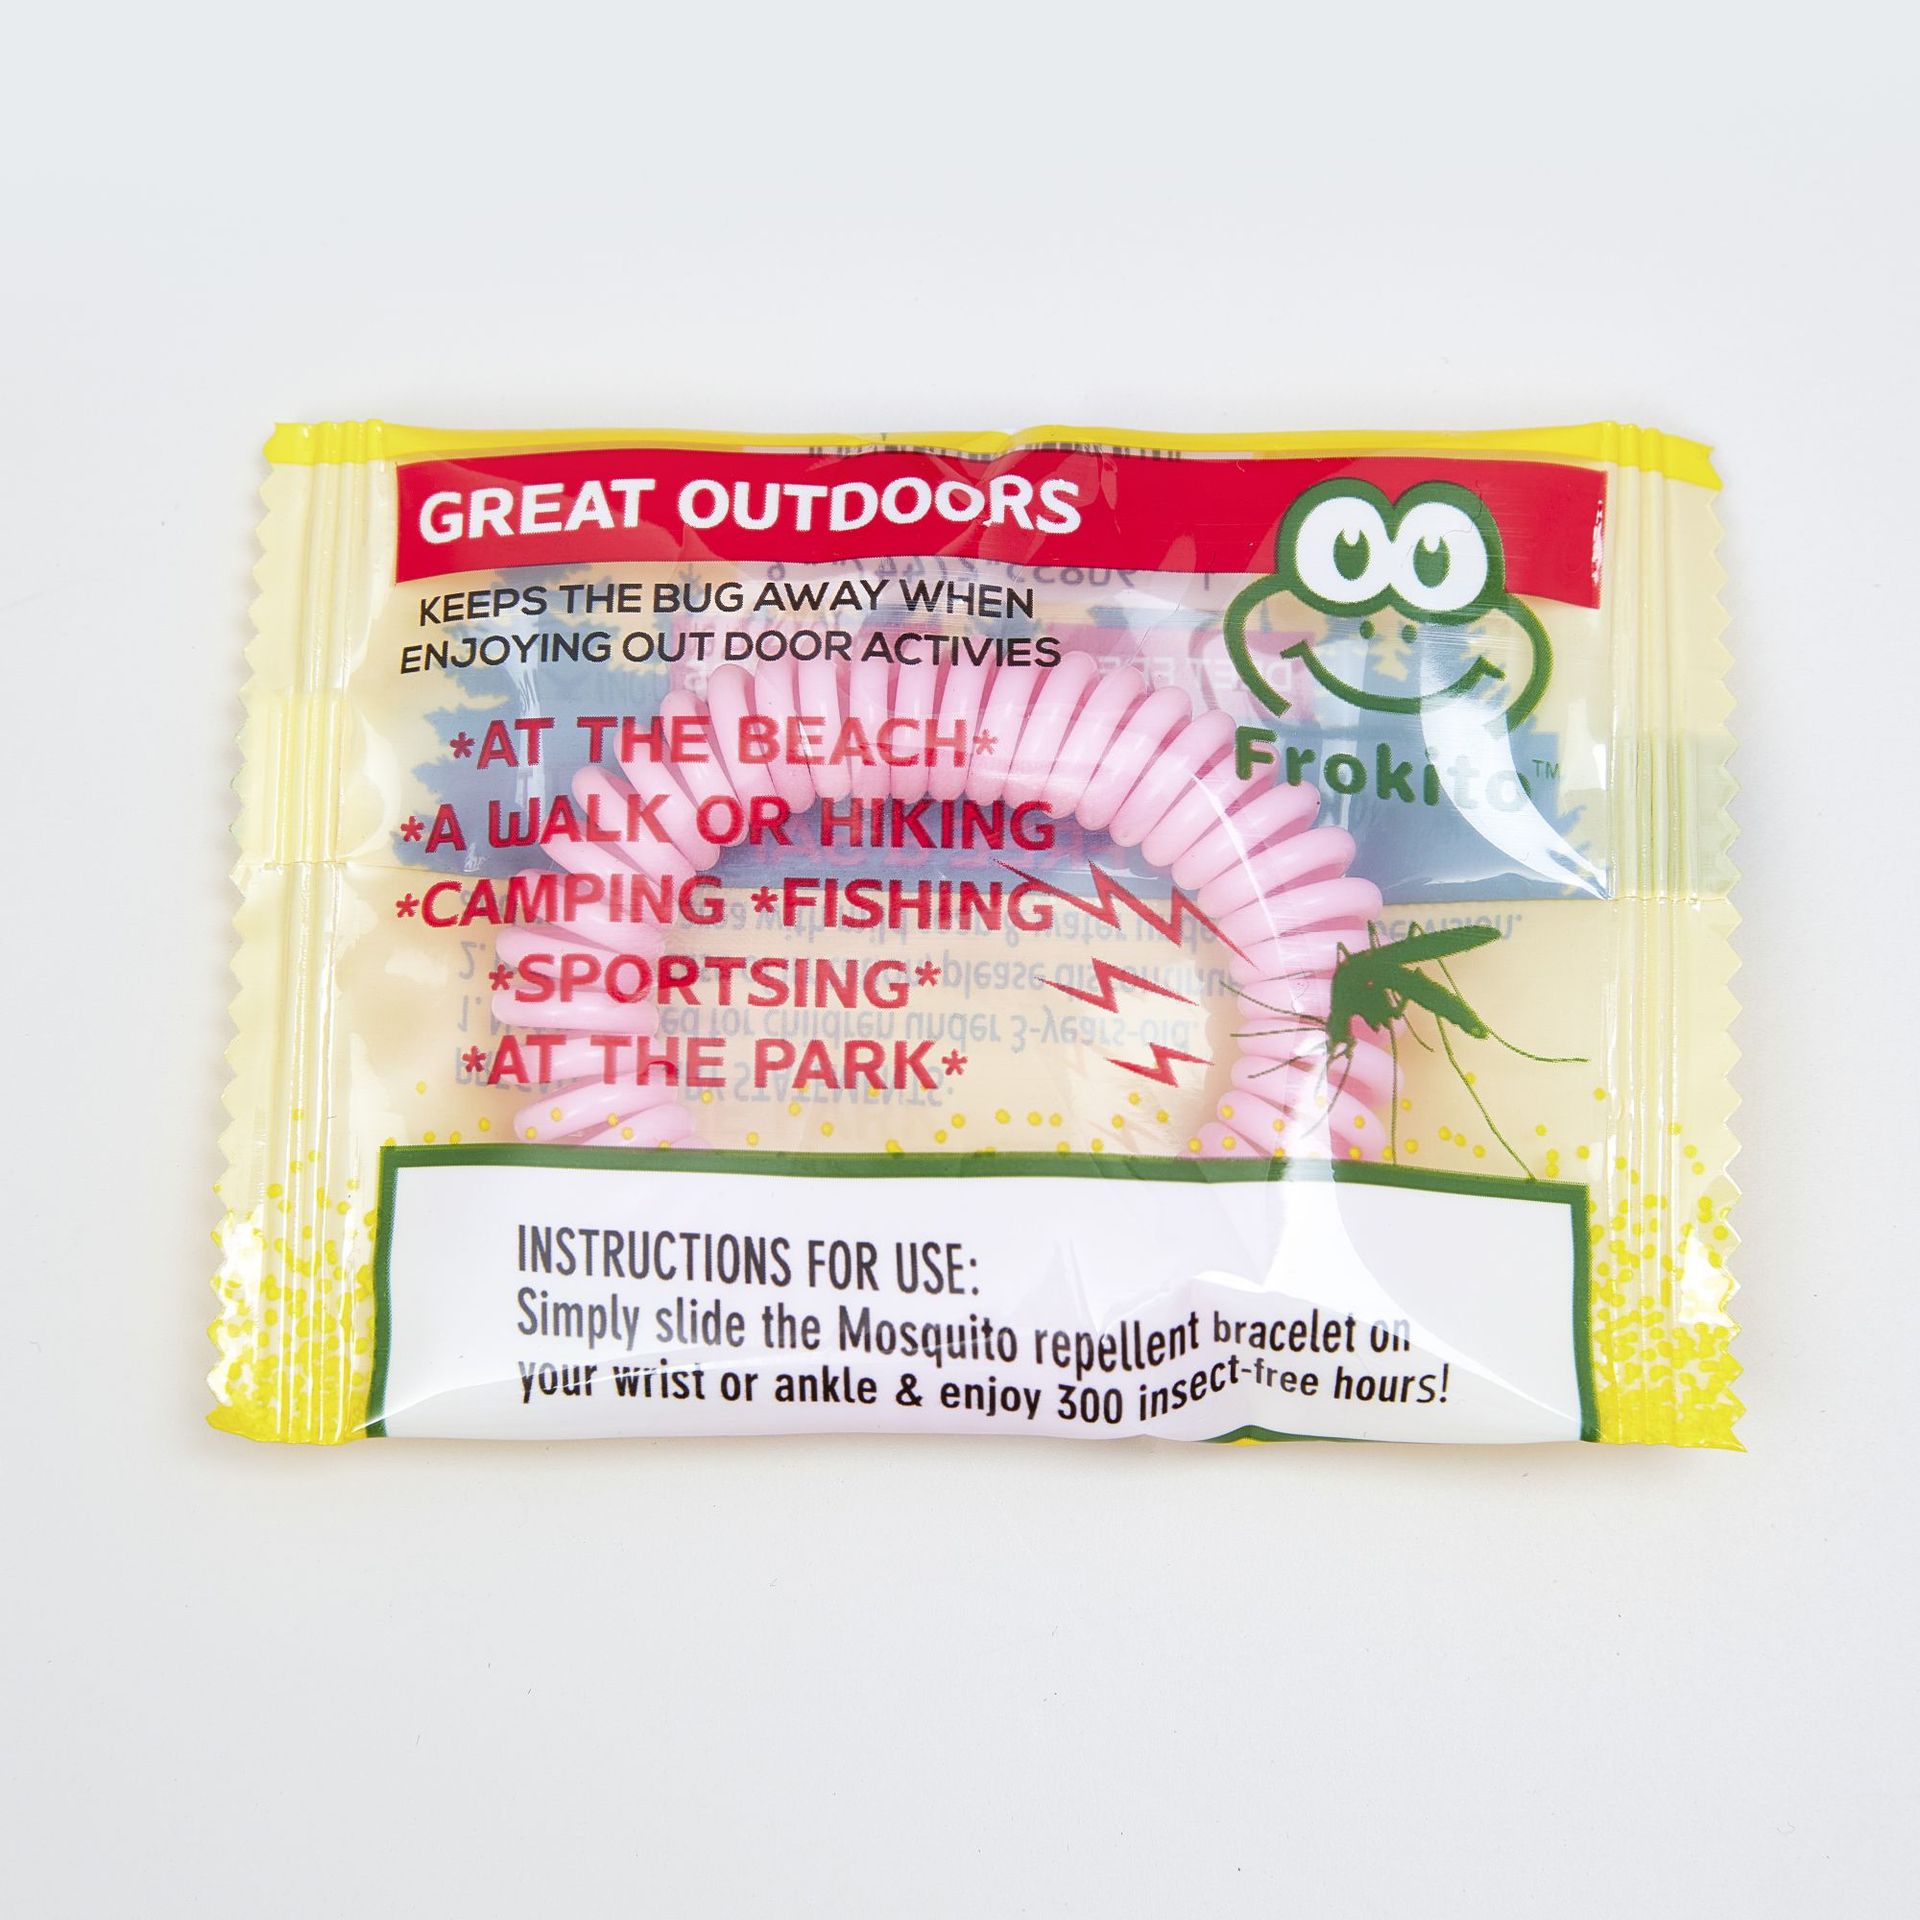 GREAT OUTDOORS
KEEPS THE BUG AWAY WHEN
ENJOYING OUT DOOR ACTIVIES
*AT THE BEACH*
*A WALK OR HIKING
*CAMPING *FISHING
*SPORTSING*
*AT THE PARK*
Frokito™
INSTRUCTIONS FOR USE:
Simply slide the Mosquito repellent bracelet on
your wrist or ankle & enjoy 300 insect-free hours!